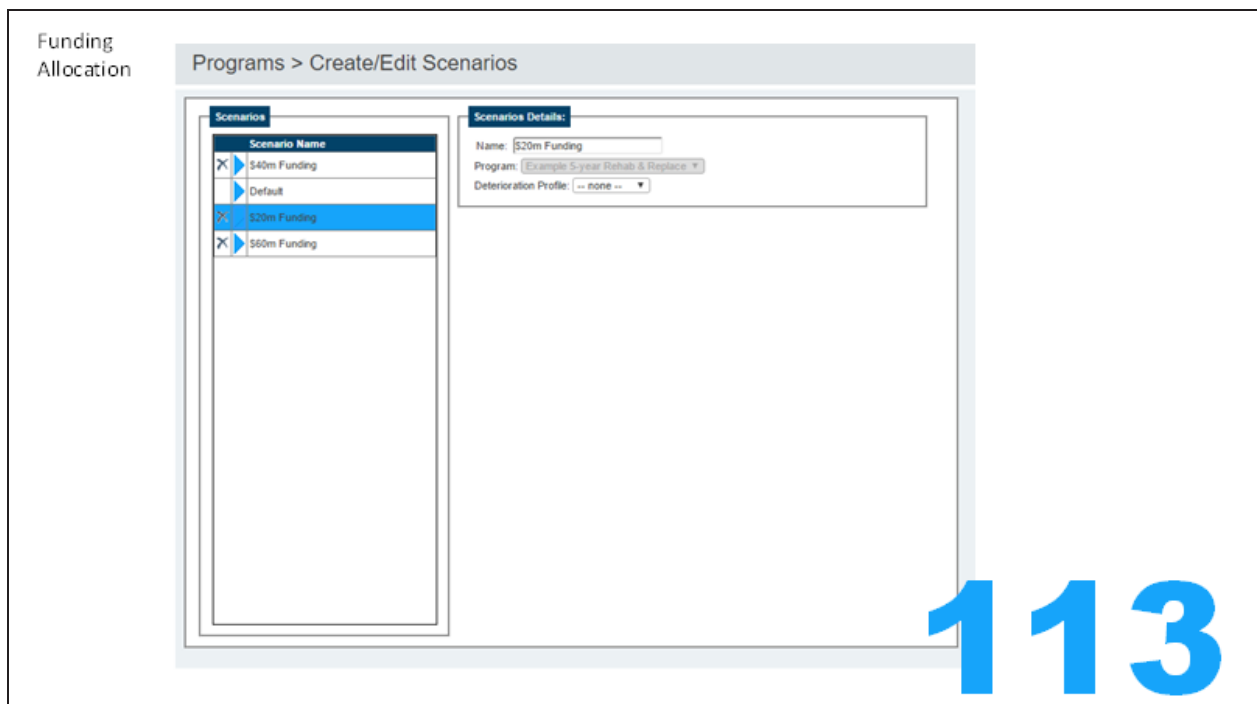 Funding
Allocation
Programs > Create/Edit Scenarios
Scenarios
Scenario Name
$40m Funding
Default
$20m Funding
$60m Funding
Scenarios Details:
Name: $20m Funding
Program: Example 5-year Rehab & Replace
Deterioration Profile: -- none --
113